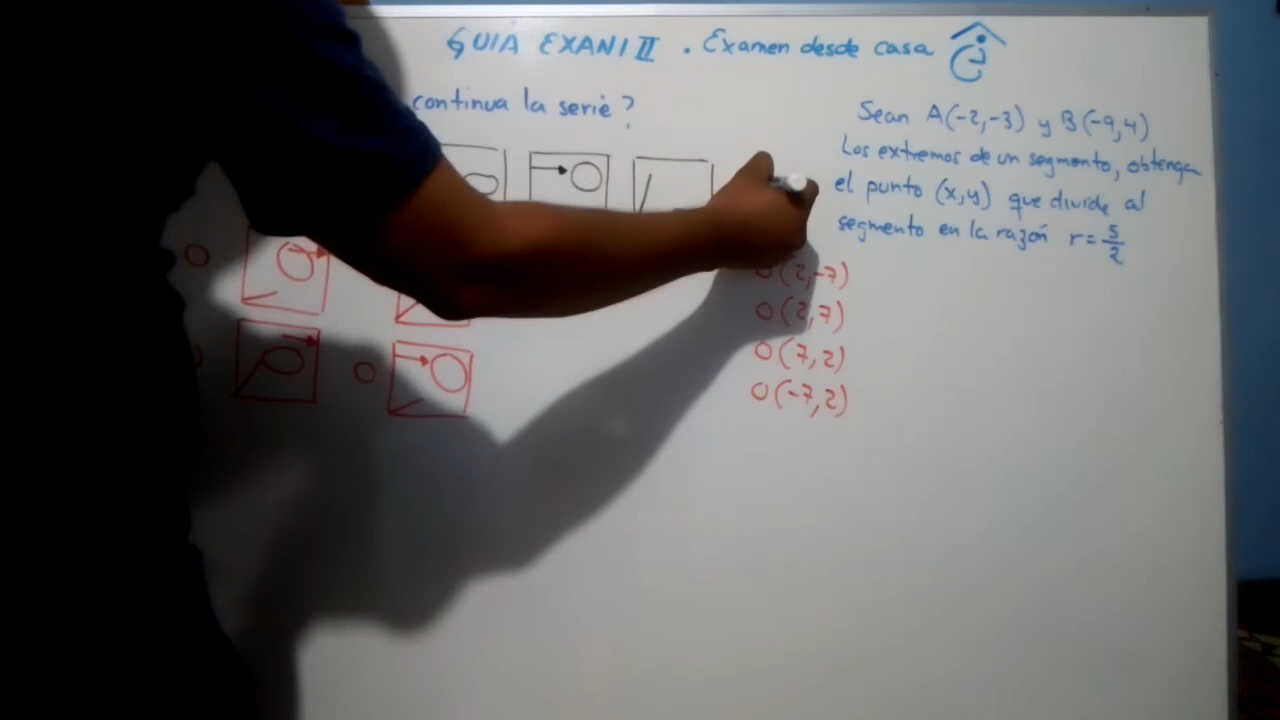 GUIA EXANI II . Examen desde casa
continua la serie ?
Sean A(-2,-3) y B(-9,4)
Los extremos de un segmento, obtenga
el punto (x,y) que divide al
segmento en la razón r=5/2
O(2,-7)
O(2,7)
O(7,2)
O(-7,2)